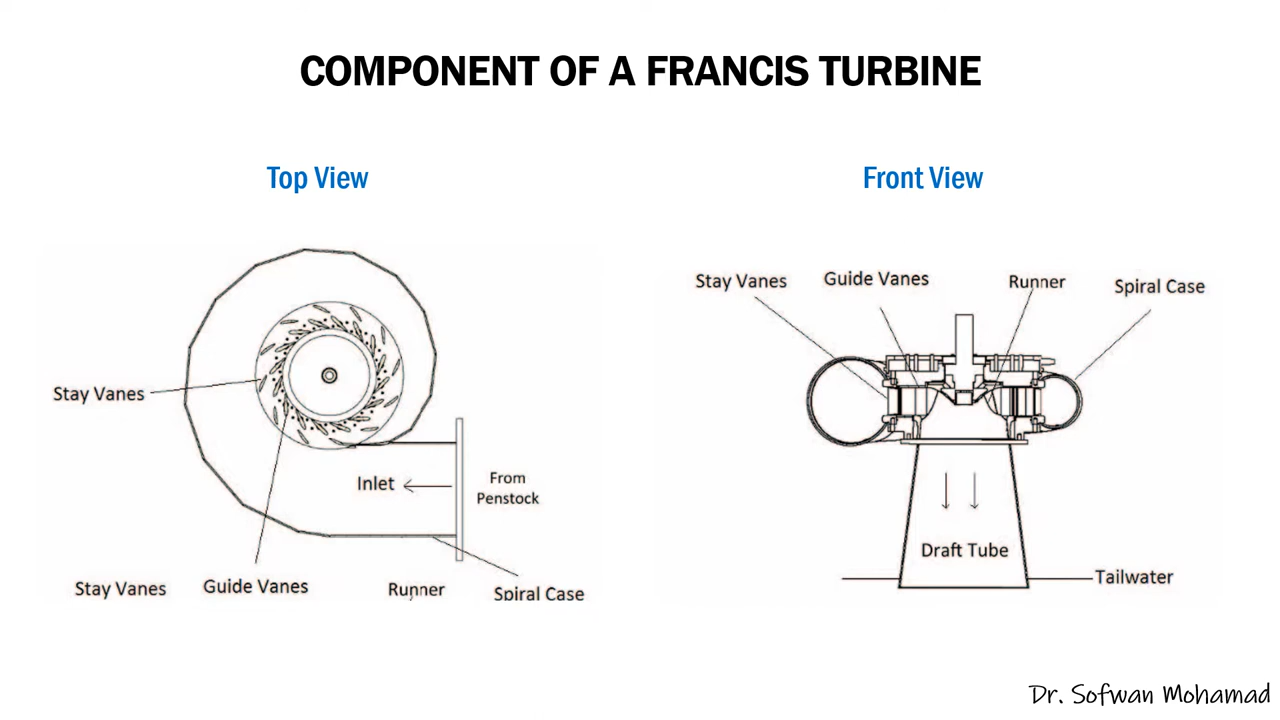 COMPONENT OF A FRANCIS TURBINE
Top View
Stay Vanes
Inlet
From
Penstock
Stay Vanes
Guide Vanes
Runner
Spiral Case
Front View
Stay Vanes
Guide Vanes
Runner
Spiral Case
Draft Tube
Tailwater
Dr. Sofwan Mohamad